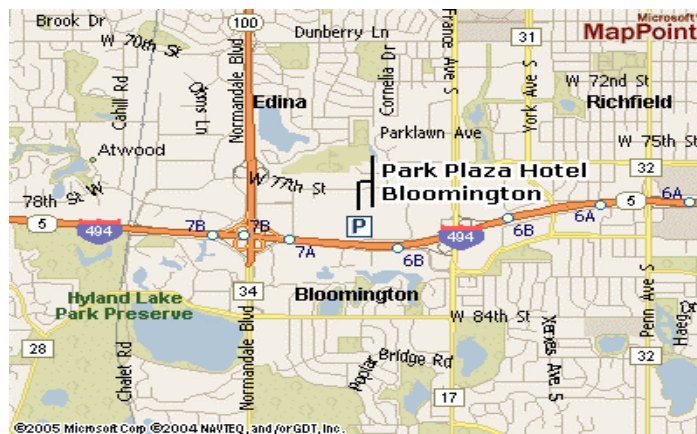 Brook Dr
W 70th St
100
Dunberry Ln
Microsoft
MapPoint
31
Cahill Rd
Normandale Blvd
Edina
Cornelia Dr
France Ave S
York Ave S
W 72nd St
Richfield
Parklawn Ave
W 75th St
Atwood
W 77th St
Park Plaza Hotel
Bloomington
32
78th St W
5
494
7B
7B
P
7A
6B
494
6B
6A
5
6A
34
Bloomington
Hyland Lake
Park Preserve
W 84th St
28
Chalet Rd
Normandale Blvd
Poplar
Bridge Rd
17
Xerxes Ave S
Penn Ave S
32
©2005 Microsoft Corp ©2004 NAVTEQ, and/or GDT, Inc.